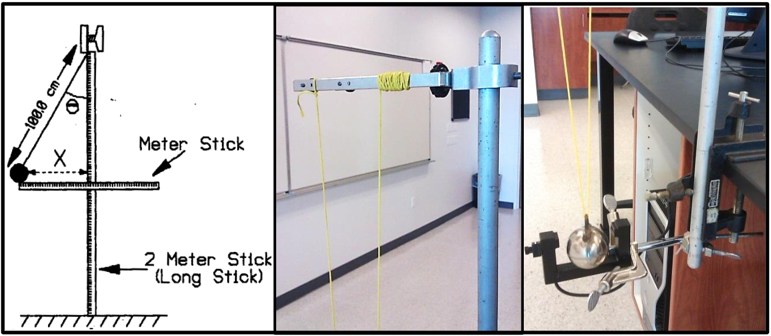 100.0 cm
Θ
X
Meter Stick
2 Meter Stick
(Long Stick)